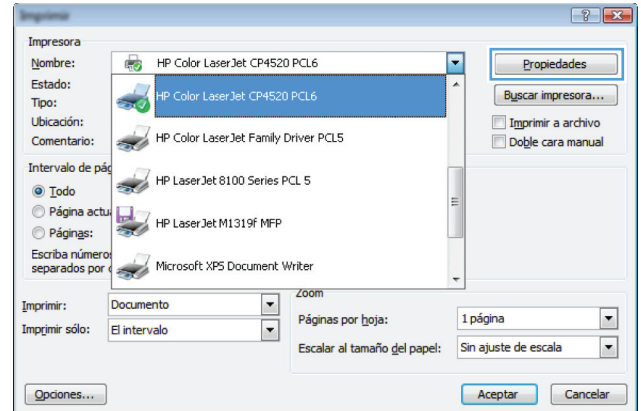 Imprimir
Impresora
Nombre:
HP Color LaserJet CP4520 PCL6
Propiedades
Estado:
HP Color LaserJet CP4520 PCL6
Buscar impresora...
Tipo:
Ubicación:
Imprimir a archivo
Comentario:
HP Color LaserJet Family Driver PCL5
Doble cara manual
Intervalo de pág
HP LaserJet 8100 Series PCL 5
Todo
Página actu
HP LaserJet M1319f MFP
Páginas:
Escriba número
separados por
Microsoft XPS Document Writer
Zoom
Imprimir:
Documento
Páginas por hoja:
1 página
Imprimir sólo:
El intervalo
Escalar al tamaño del papel:
Sin ajuste de escala
Opciones...
Aceptar
Cancelar